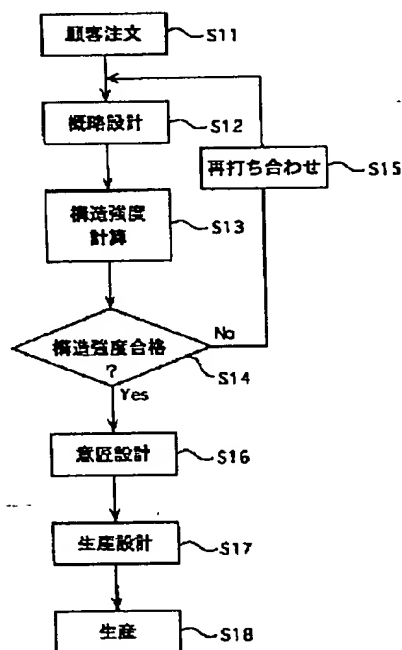 顧客注文
S11
概略設計
S12
再打ち合わせ
S15
構造強度
計算
S13
構造強度合格
?
No
S14
Yes
意匠設計
S16
生産設計
S17
生産
S18